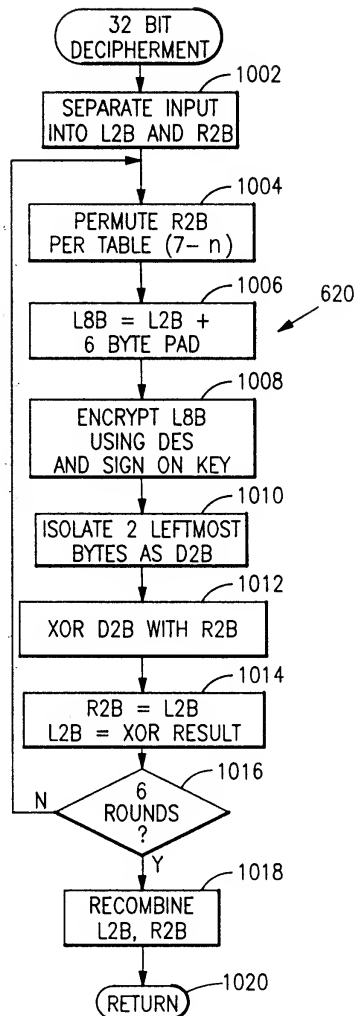 32 BIT
DECIPHERMENT
1002
SEPARATE INPUT
INTO L2B AND R2B
1004
PERMUTE R2B
PER TABLE (7-n)
1006
L8B = L2B +
6 BYTE PAD
620
1008
ENCRYPT L8B
USING DES
AND SIGN ON KEY
1010
ISOLATE 2 LEFTMOST
BYTES AS D2B
1012
XOR D2B WITH R2B
1014
R2B = L2B
L2B = XOR RESULT
1016
6
ROUNDS
?
N
Y
1018
RECOMBINE
L2B, R2B
1020
RETURN